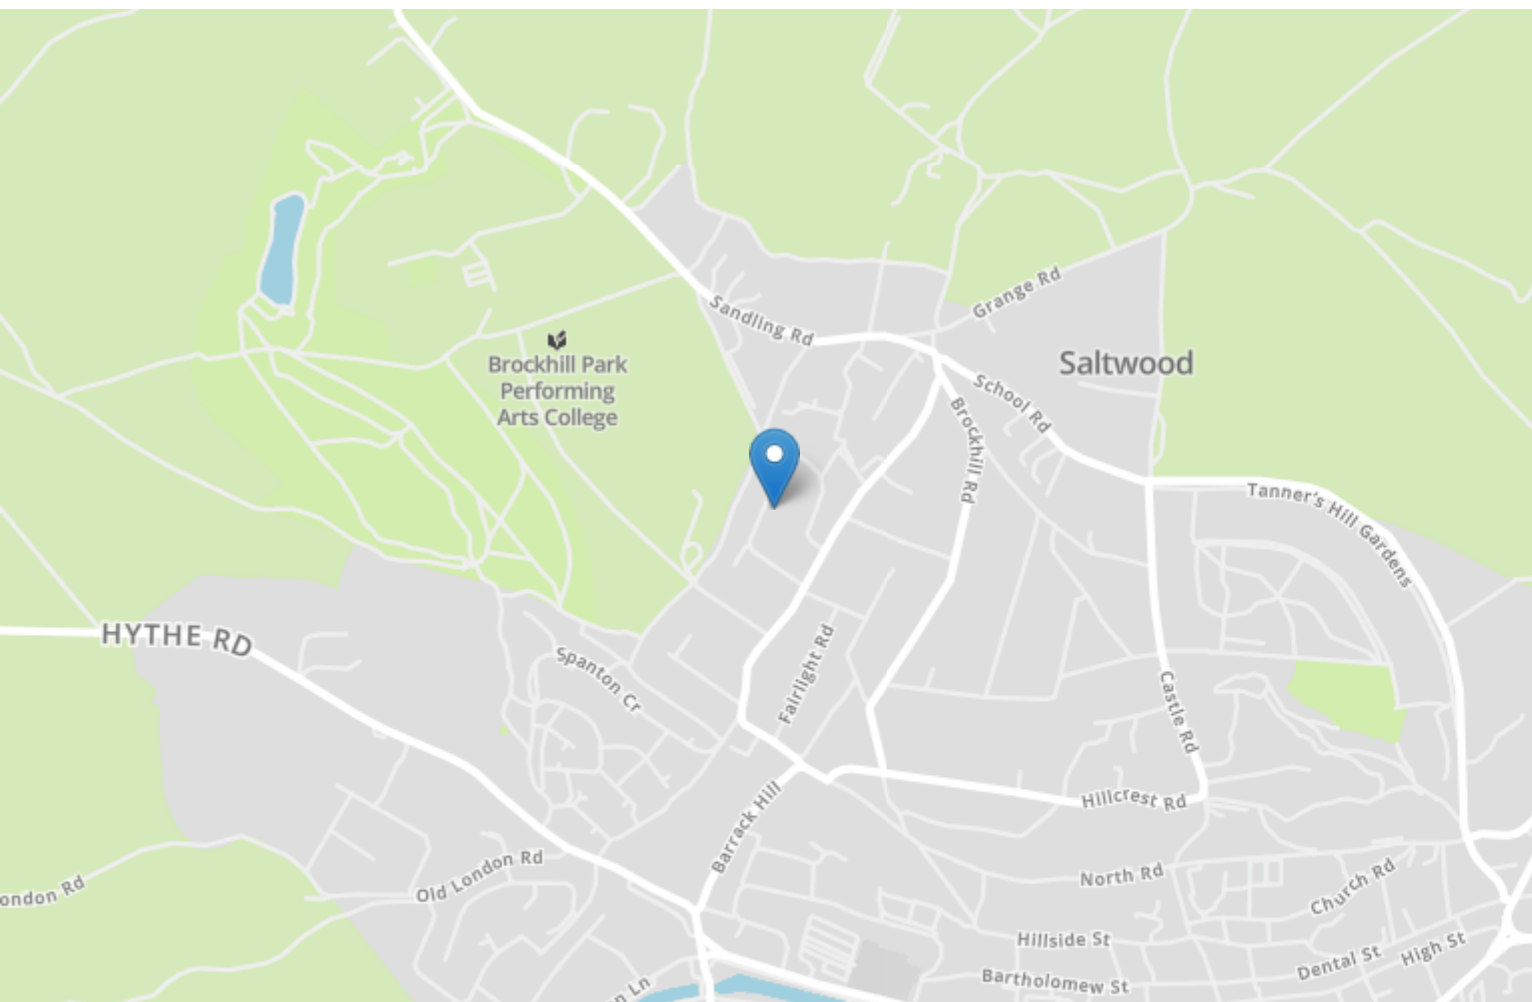 Grange Rd
Sandling Rd
Brockhill Park
Performing
Arts College
Saltwood
School Rd
Brockhill Rd
Tanner's Hill Gardens
HYTHE RD
Spanton Cr
Fairlight Rd
Castle Rd
Hillcrest Rd
Barrack Hill
Old London Rd
ondon Rd
North Rd
Church Rd
Hillside St
High St
Dental St
Bartholomew St
n Ln